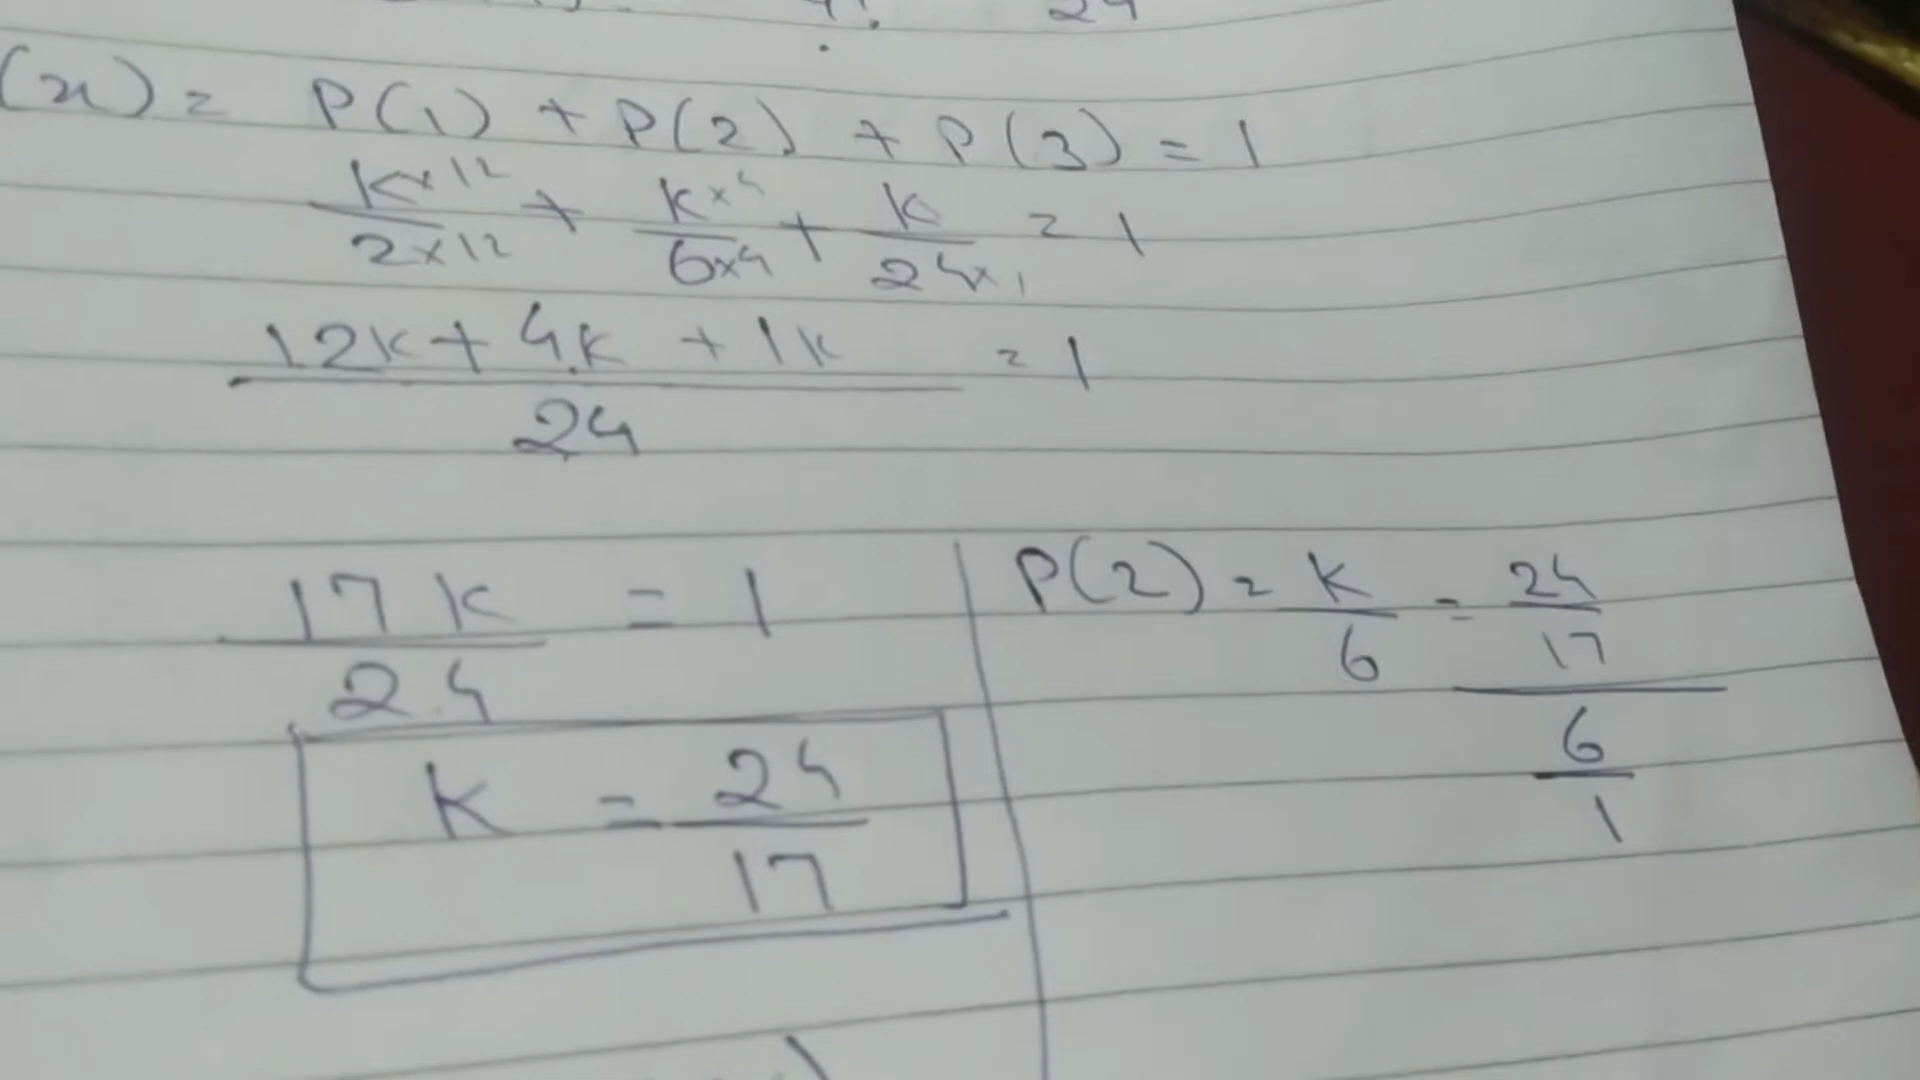 24
(x) = P(1) + P(2) + P(3) = 1
K×12/2×12 + K×4/6×4 + K/24×1 = 1
12K + 4K + 1K/24 = 1
17K/24 = 1
K = 24/17
P(2) = K/6 = 24/17/6/1